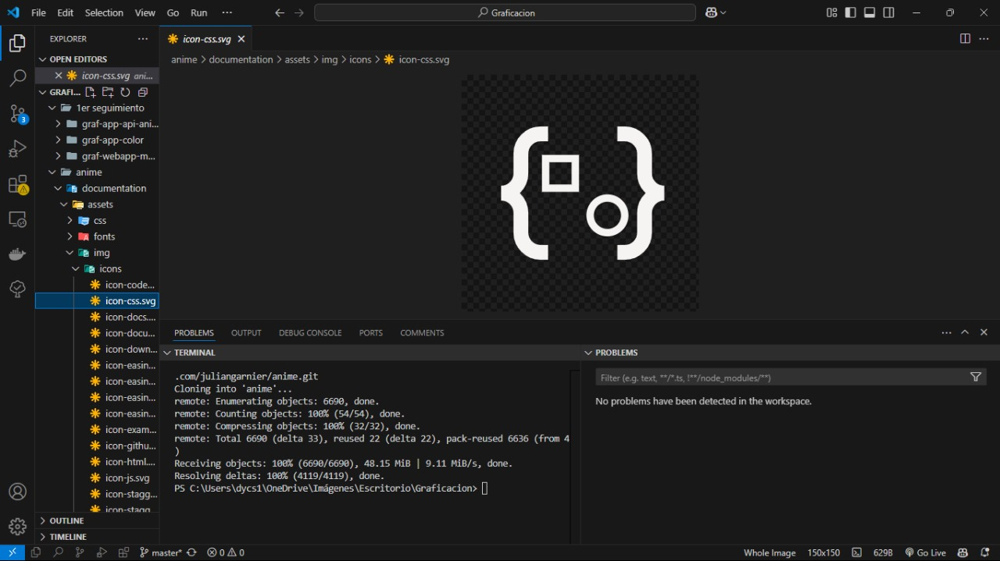 File Edit Selection View Go Run ··· Graficacion
EXPLORER ···
icon-css.svg
OPEN EDITORS
icon-css.svg ani...
anime > documentation > assets > img > icons > icon-css.svg
GRAFI...
1er seguimiento
graf-app-api-ani...
graf-app-color
graf-webapp-m...
anime
documentation
assets
css
fonts
img
icons
icon-code...
icon-css.svg
icon-docs....
icon-docu...
icon-down...
icon-easin...
icon-easin...
icon-easin...
icon-easin...
icon-exam...
icon-githu...
icon-html....
icon-js.svg
icon-stagg...
icon-stagg
OUTLINE
TIMELINE
3
PROBLEMS OUTPUT DEBUG CONSOLE PORTS COMMENTS
TERMINAL
.com/juliangarnier/anime.git
Cloning into 'anime'...
remote: Enumerating objects: 6690, done.
remote: Counting objects: 100% (54/54), done.
remote: Compressing objects: 100% (32/32), done.
remote: Total 6690 (delta 33), reused 22 (delta 22), pack-reused 6636 (from 4
)
Receiving objects: 100% (6690/6690), 48.15 MiB | 9.11 MiB/s, done.
Resolving deltas: 100% (4119/4119), done.
PS C:\Users\dycs1\OneDrive\Imágenes\Escritorio\Graficacion>
PROBLEMS
Filter (e.g. text, **/*.ts, !**/node_modules/**)
No problems have been detected in the workspace.
master* 0 0 Whole Image 150x150 629B Go Live